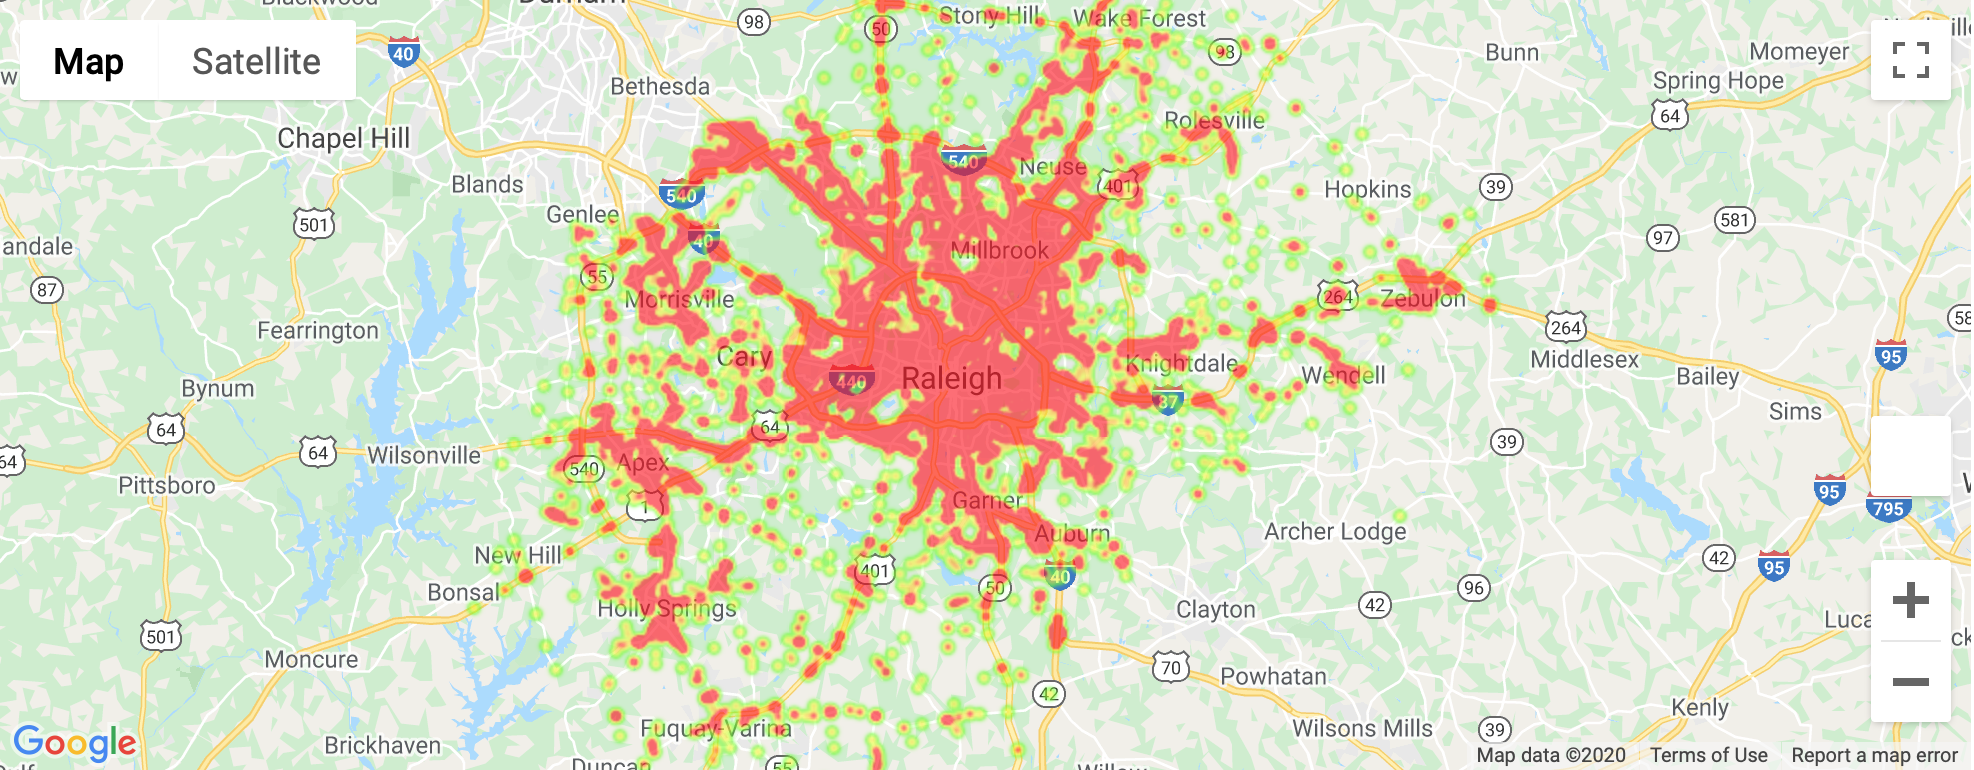 Blackwood
Durham
98
50
Stony Hill
Wake Forest
98
Bunn
Momeyer
Map
Satellite
40
Bethesda
Spring Hope
64
Chapel Hill
Rolesville
540
Neuse
Blands
540
401
Hopkins
39
Genlee
501
581
andale
40
Millbrook
97
55
87
Morrisville
264
Zebulon
Fearrington
264
58
Cary
Knightdale
Middlesex
95
440
Raleigh
Wendell
Bailey
Bynum
87
Sims
64
64
64
Wilsonville
39
64
540
Apex
Pittsboro
1
Garner
95
795
Auburn
Archer Lodge
New Hill
401
40
42
95
Bonsal
50
96
Holly Springs
Clayton
42
Luca
501
Moncure
70
Powhatan
42
Kenly
Fuquay-Varina
Wilsons Mills
39
Google
Brickhaven
Duncan
55
Willow
Map data ©2020
Terms of Use
Report a map error